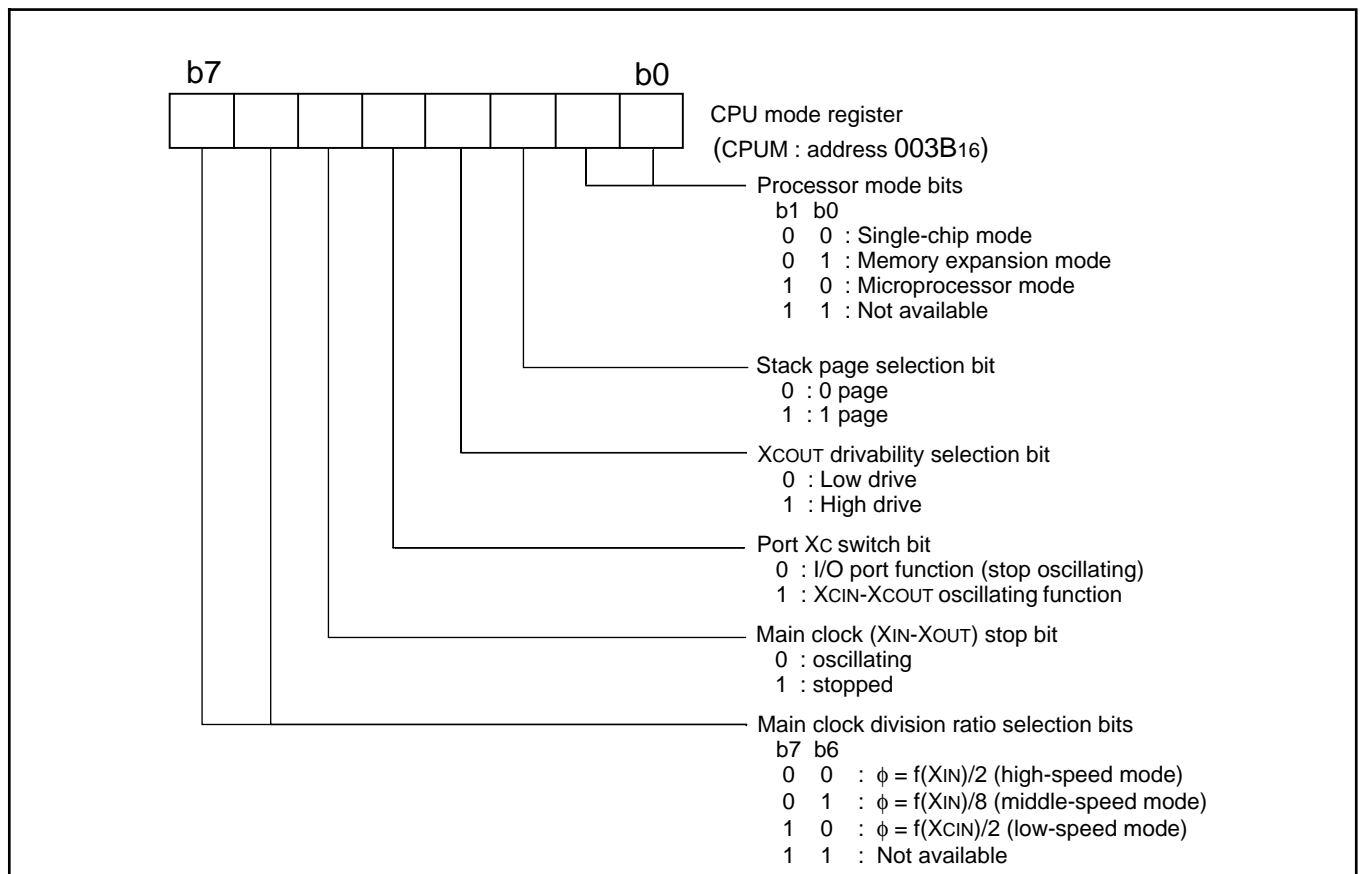 b7 b0
CPU mode register
(CPUM : address 003B16)
Processor mode bits
b1 b0
0 0 : Single-chip mode
0 1 : Memory expansion mode
1 0 : Microprocessor mode
1 1 : Not available
Stack page selection bit
0 : 0 page
1 : 1 page
XCOUT drivability selection bit
0 : Low drive
1 : High drive
Port XC switch bit
0 : I/O port function (stop oscillating)
1 : XCIN-XCOUT oscillating function
Main clock (XIN-XOUT) stop bit
0 : oscillating
1 : stopped
Main clock division ratio selection bits
b7 b6
0 0 : φ = f(XIN)/2 (high-speed mode)
0 1 : φ = f(XIN)/8 (middle-speed mode)
1 0 : φ = f(XCIN)/2 (low-speed mode)
1 1 : Not available